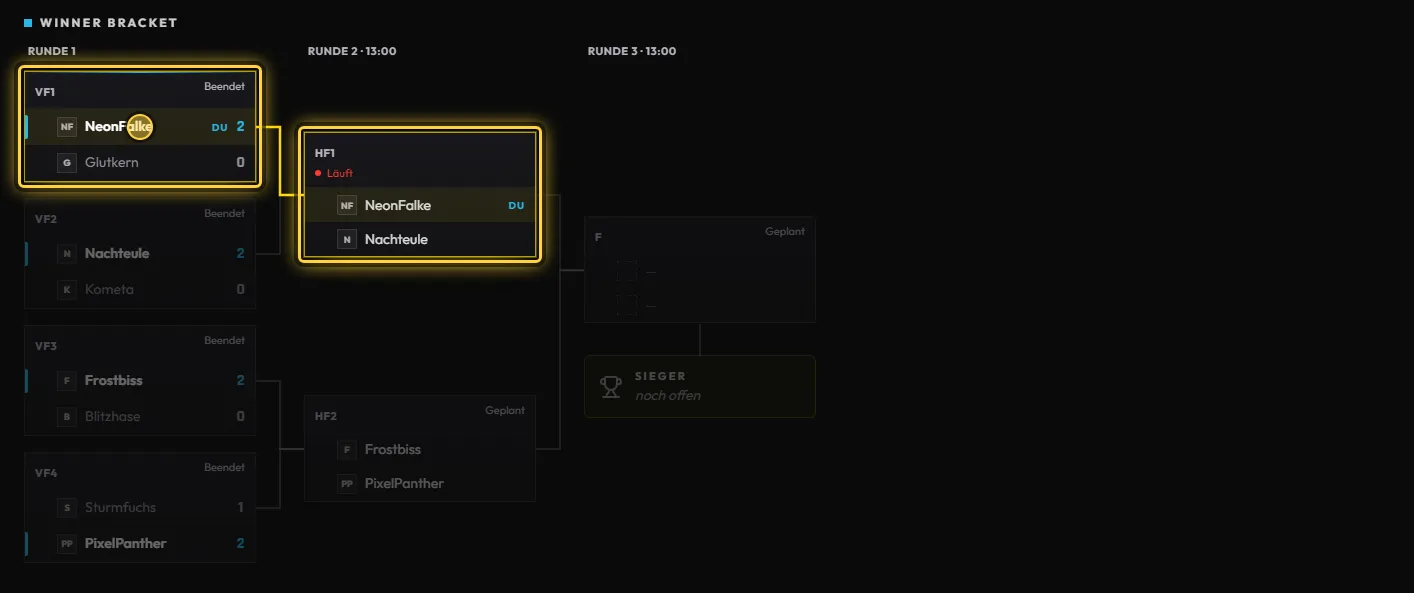 WINNER BRACKET
RUNDE 1
RUNDE 2 · 13:00
RUNDE 3 · 13:00
VF1
Beendet
NF NeonFalke DU 2
G Glutkern 0
VF2
Beendet
N Nachteule 2
K Kometa 0
VF3
Beendet
F Frostbiss 2
B Blitzhase 0
VF4
Beendet
S Sturmfuchs 1
PP PixelPanther 2
HF1
Läuft
NF NeonFalke DU
N Nachteule
HF2
Geplant
F Frostbiss
PP PixelPanther
F
Geplant
—
—
SIEGER
noch offen